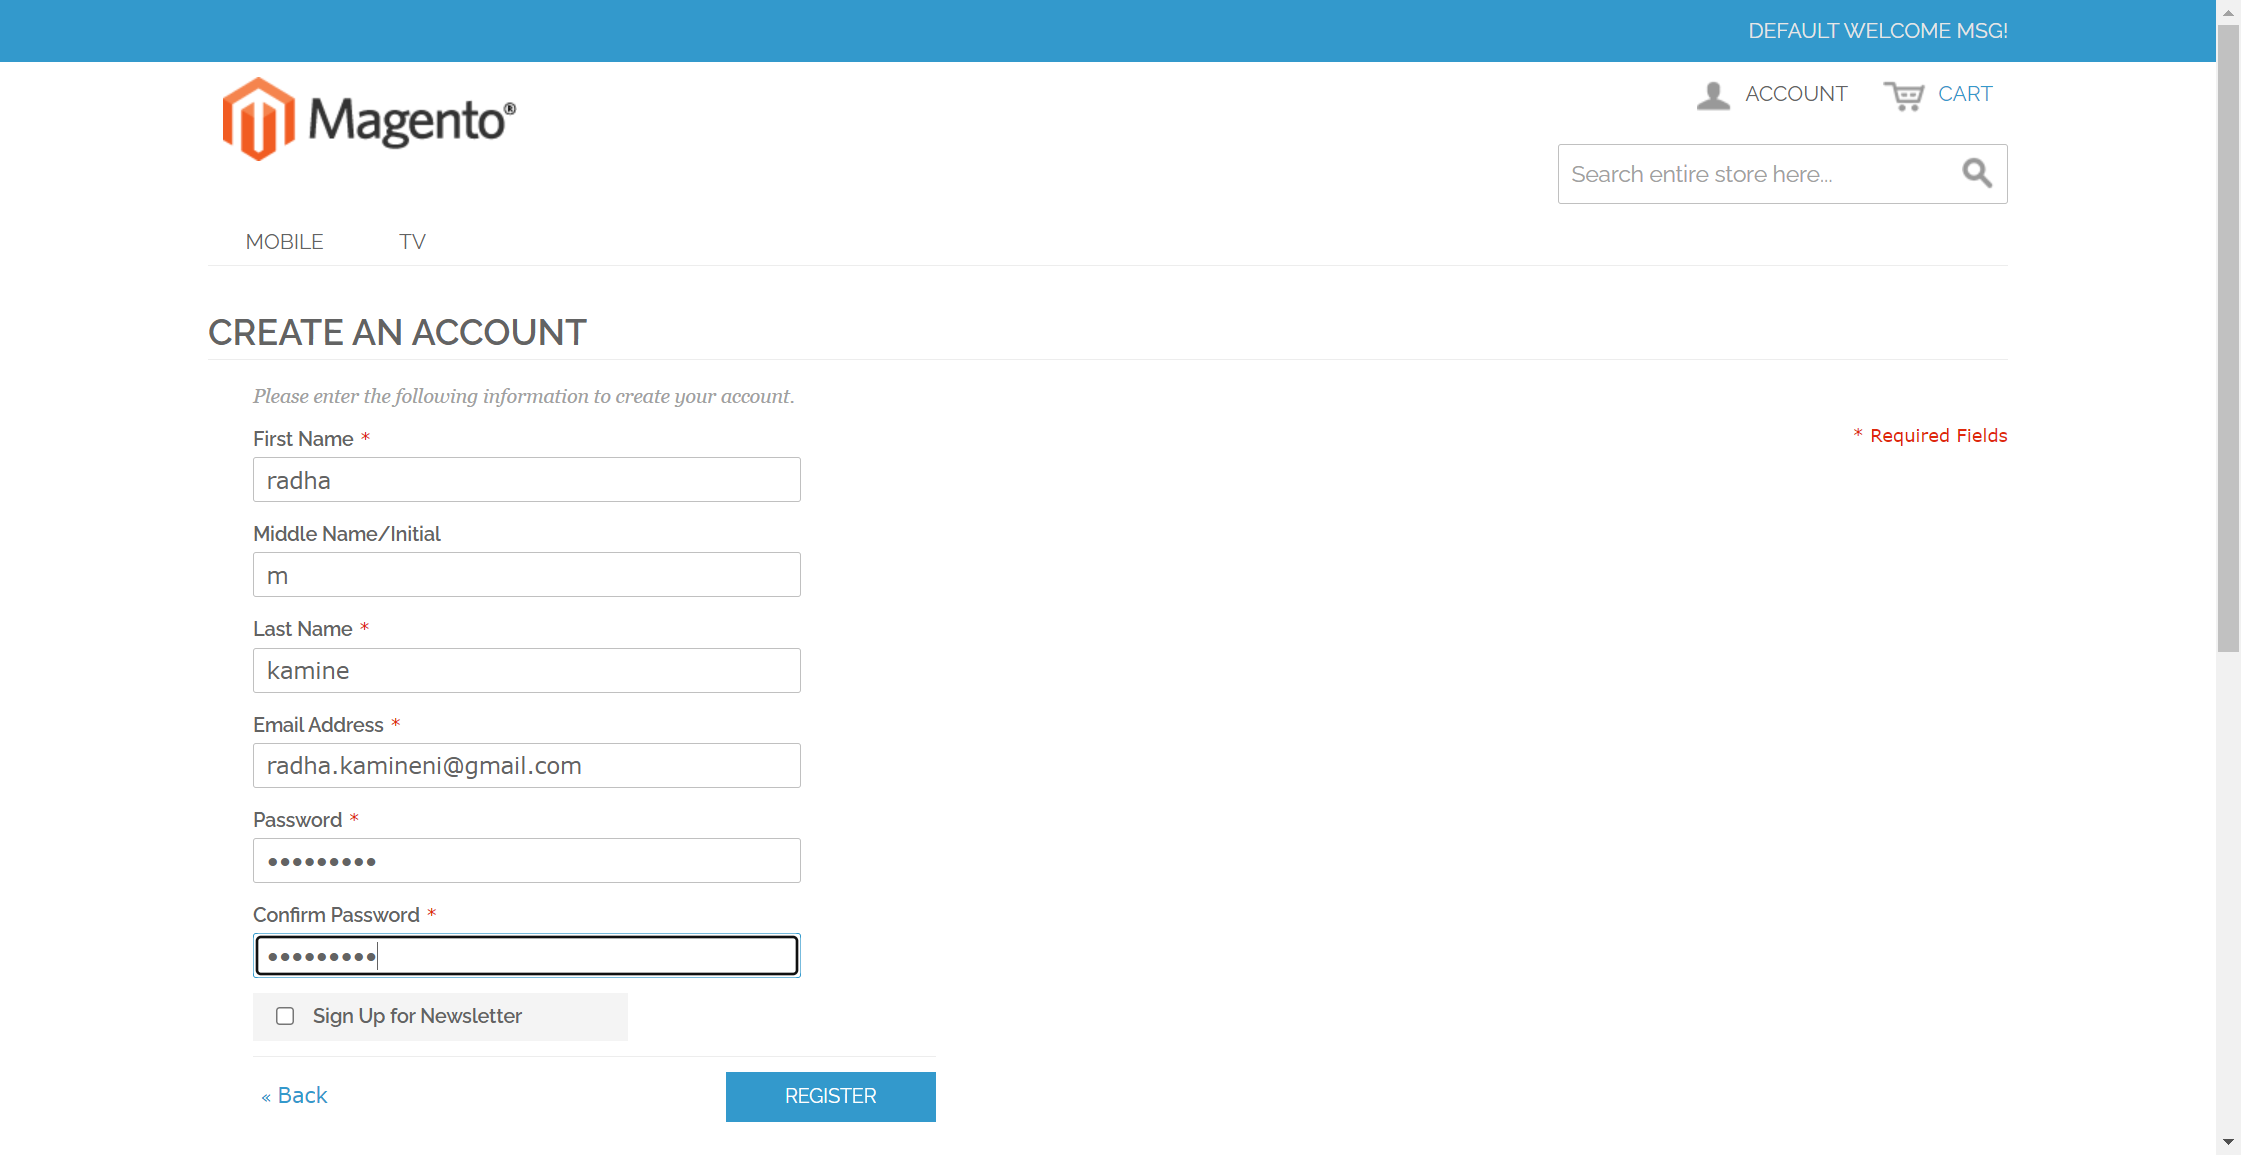 DEFAULT WELCOME MSG!
Magento®
ACCOUNT CART
Search entire store here...
MOBILE TV
CREATE AN ACCOUNT
Please enter the following information to create your account.
First Name *
* Required Fields
radha
Middle Name/Initial
m
Last Name *
kamine
Email Address *
radha.kamineni@gmail.com
Password *
•••••••••
Confirm Password *
•••••••••
Sign Up for Newsletter
« Back REGISTER